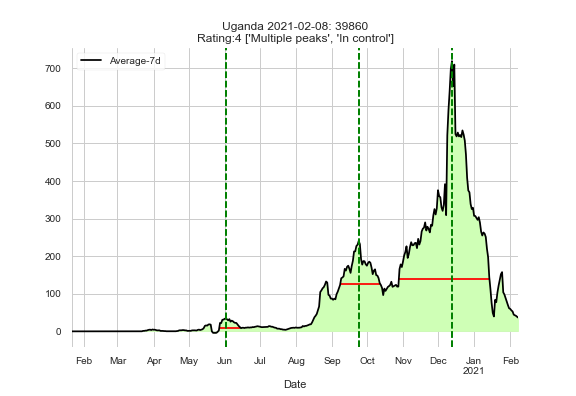 Uganda 2021-02-08: 39860
Rating:4 ['Multiple peaks', 'In control']
Average-7d
700
600
500
400
300
200
100
0
Feb Mar Apr May Jun Jul Aug Sep Oct Nov Dec Jan Feb
2021
Date